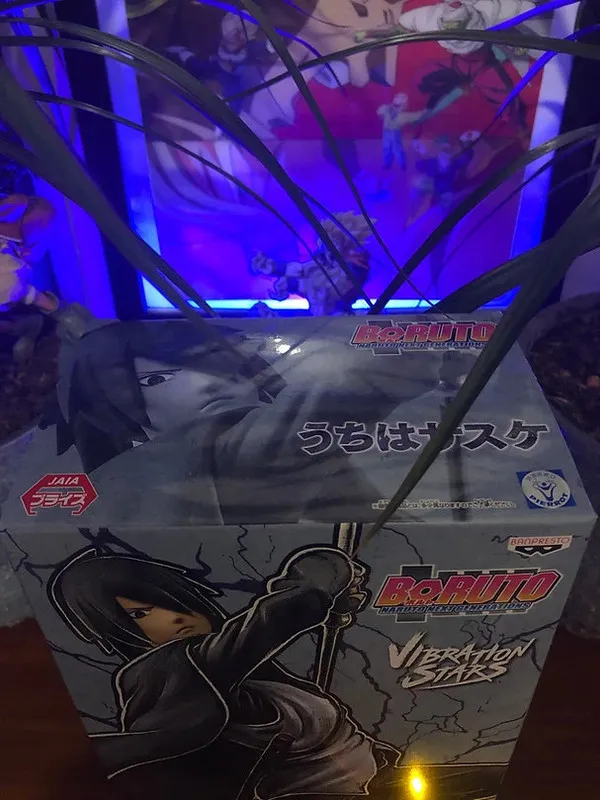 BORUTO
NARUTO NEXT GENERATIONS
うちはサスケ
JAIA
プライズ
PIERROT
BANPRESTO
BORUTO
NARUTO NEXT GENERATIONS
VIBRATION
STARS